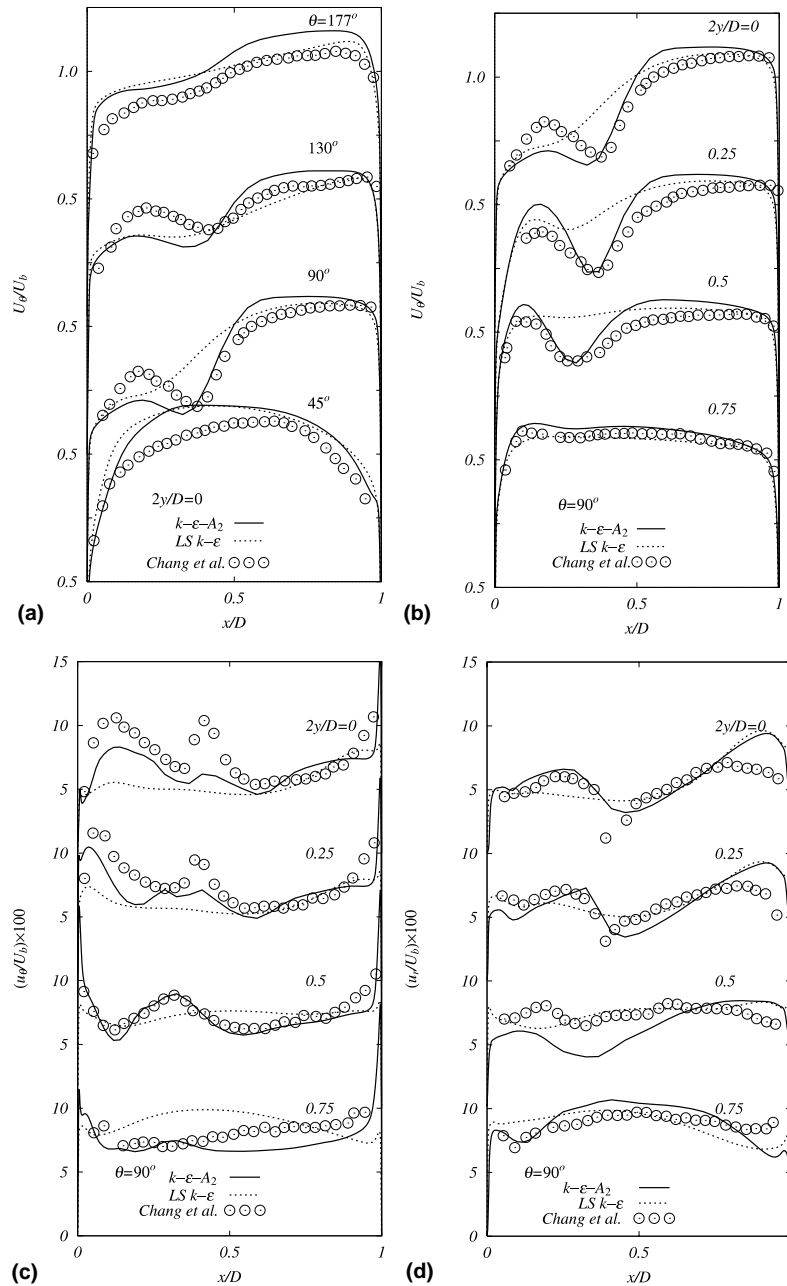 θ=177°
1.0
130°
0.5
90°
0.5
45°
0.5
2y/D=0
k–ε–A₂
LS k–ε
Chang et al.
0.5
0
0.5
1
U_θ/U_b
x/D
(a)
2y/D=0
1.0
0.25
0.5
0.5
0.5
0.75
0.5
θ=90°
k–ε–A₂
LS k–ε
Chang et al.
0.5
0
0.5
1
U_θ/U_b
x/D
(b)
15
2y/D=0
10
5
10
0.25
5
10
0.5
5
10
0.75
5
θ=90°
k–ε–A₂
LS k–ε
Chang et al.
0
0
0.5
1
(u_θ/U_b)×100
x/D
(c)
15
2y/D=0
10
5
10
0.25
5
10
0.5
5
10
0.75
5
θ=90°
k–ε–A₂
LS k–ε
Chang et al.
0
0
0.5
(u_r/U_b)×100
x/D
(d)